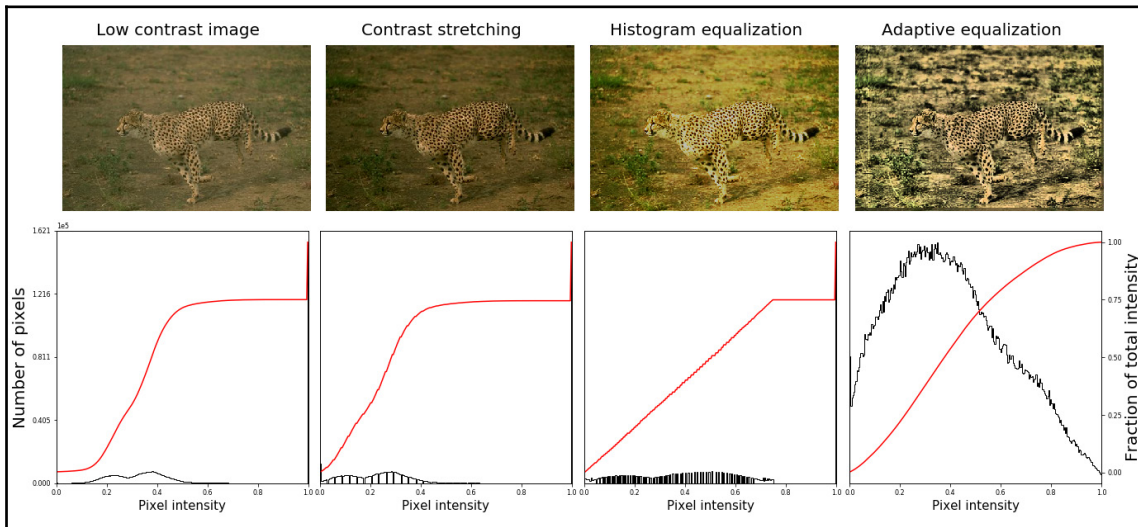 Low contrast image
Contrast stretching
Histogram equalization
Adaptive equalization
1e5
1.621
1.216
0.811
0.405
0.000
Number of pixels
0.0 0.2 0.4 0.6 0.8 1.0
Pixel intensity
0.0 0.2 0.4 0.6 0.8 1.0
Pixel intensity
0.0 0.2 0.4 0.6 0.8 1.0
Pixel intensity
0.0 0.2 0.4 0.6 0.8 1.0
Pixel intensity
1.00
0.75
0.50
0.25
0.00
Fraction of total intensity